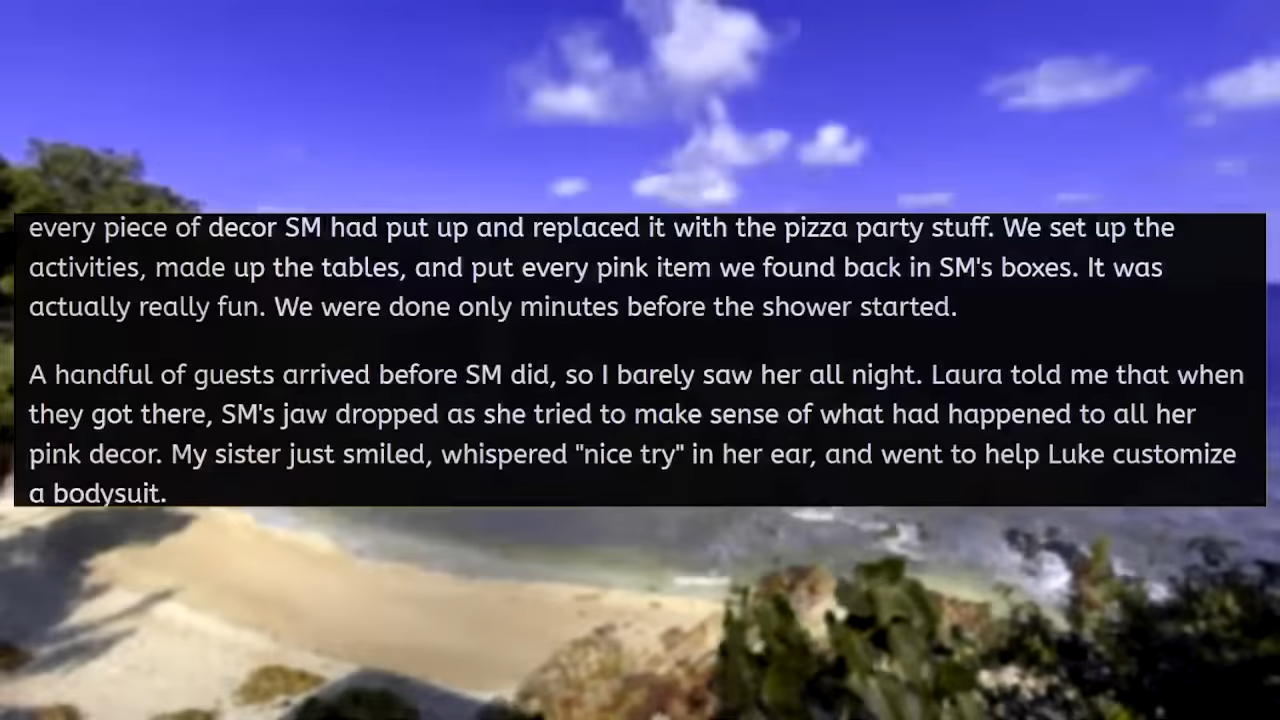 every piece of decor SM had put up and replaced it with the pizza party stuff. We set up the
activities, made up the tables, and put every pink item we found back in SM's boxes. It was
actually really fun. We were done only minutes before the shower started.
A handful of guests arrived before SM did, so I barely saw her all night. Laura told me that when
they got there, SM's jaw dropped as she tried to make sense of what had happened to all her
pink decor. My sister just smiled, whispered "nice try" in her ear, and went to help Luke customize
a bodysuit.